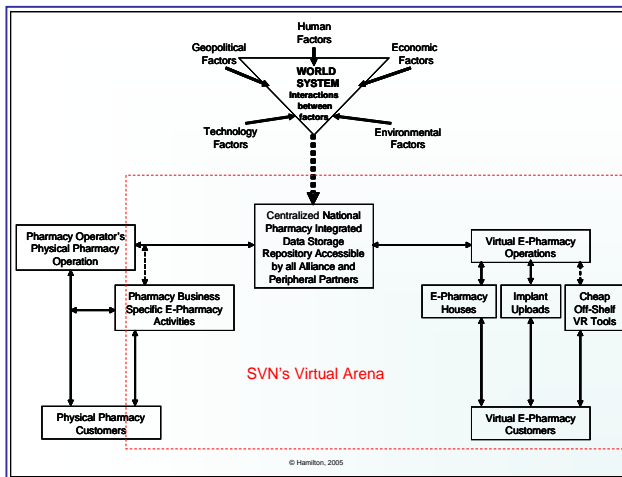 Human
Factors
Geopolitical
Factors
Economic
Factors
WORLD
SYSTEM
Interactions
between
factors
Technology
Factors
Environmental
Factors
Centralized National
Pharmacy Integrated
Data Storage
Repository Accessible
by all Alliance and
Peripheral Partners
Pharmacy Operator's
Physical Pharmacy
Operation
Virtual E-Pharmacy
Operations
Pharmacy Business
Specific E-Pharmacy
Activities
E-Pharmacy
Houses
Implant
Uploads
Cheap
Off-Shelf
VR Tools
SVN's Virtual Arena
Physical Pharmacy
Customers
Virtual E-Pharmacy
Customers
© Hamilton, 2005